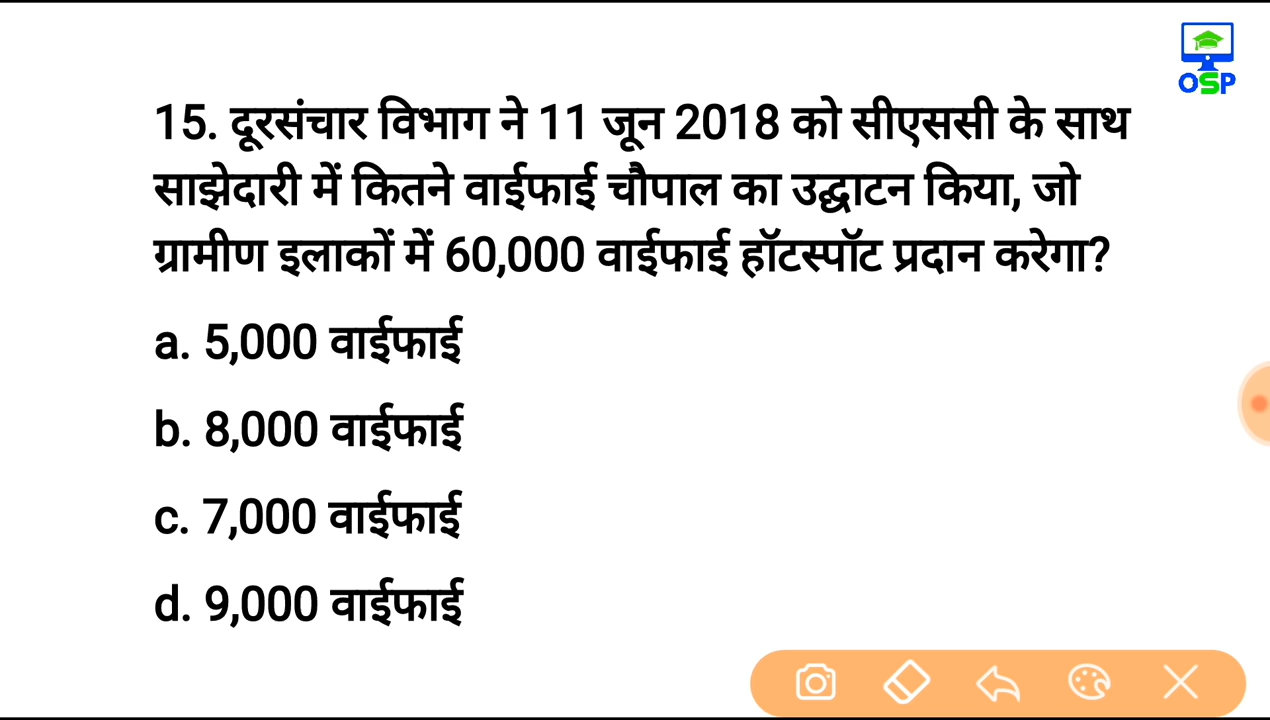 OSP
15. दूरसंचार विभाग ने 11 जून 2018 को सीएससी के साथ
साझेदारी में कितने वाईफाई चौपाल का उद्घाटन किया, जो
ग्रामीण इलाकों में 60,000 वाईफाई हॉटस्पॉट प्रदान करेगा?
a. 5,000 वाईफाई
b. 8,000 वाईफाई
c. 7,000 वाईफाई
d. 9,000 वाईफाई